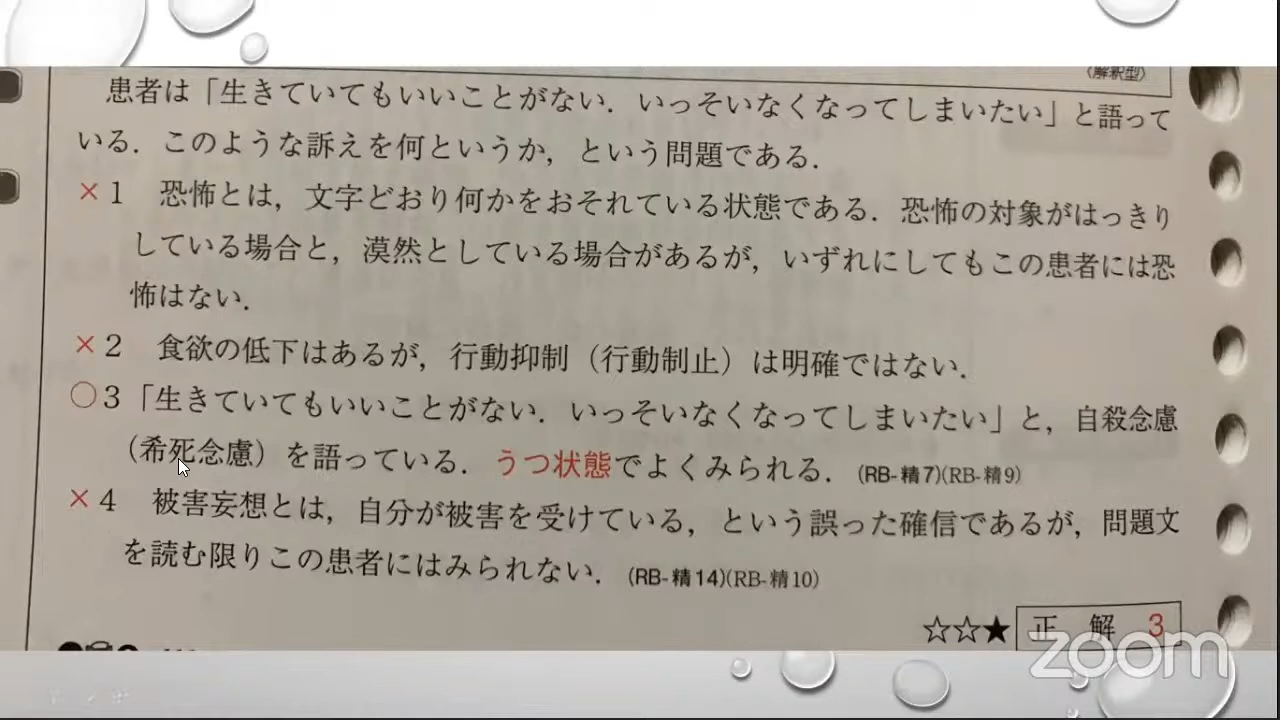 〈解釈型〉
患者は「生きていてもいいことがない．いっそいなくなってしまいたい」と語って
いる．このような訴えを何というか，という問題である．
×1 恐怖とは，文字どおり何かをおそれている状態である．恐怖の対象がはっきり
している場合と，漠然としている場合があるが，いずれにしてもこの患者には恐
怖はない．
×2 食欲の低下はあるが，行動抑制（行動制止）は明確ではない．
○3「生きていてもいいことがない．いっそいなくなってしまいたい」と，自殺念慮
（希死念慮）を語っている．うつ状態でよくみられる．(RB-精7)(RB-精9)
×4 被害妄想とは，自分が被害を受けている，という誤った確信であるが，問題文
を読む限りこの患者にはみられない．(RB-精14)(RB-精10)
☆☆★ 正 解 3
zoom